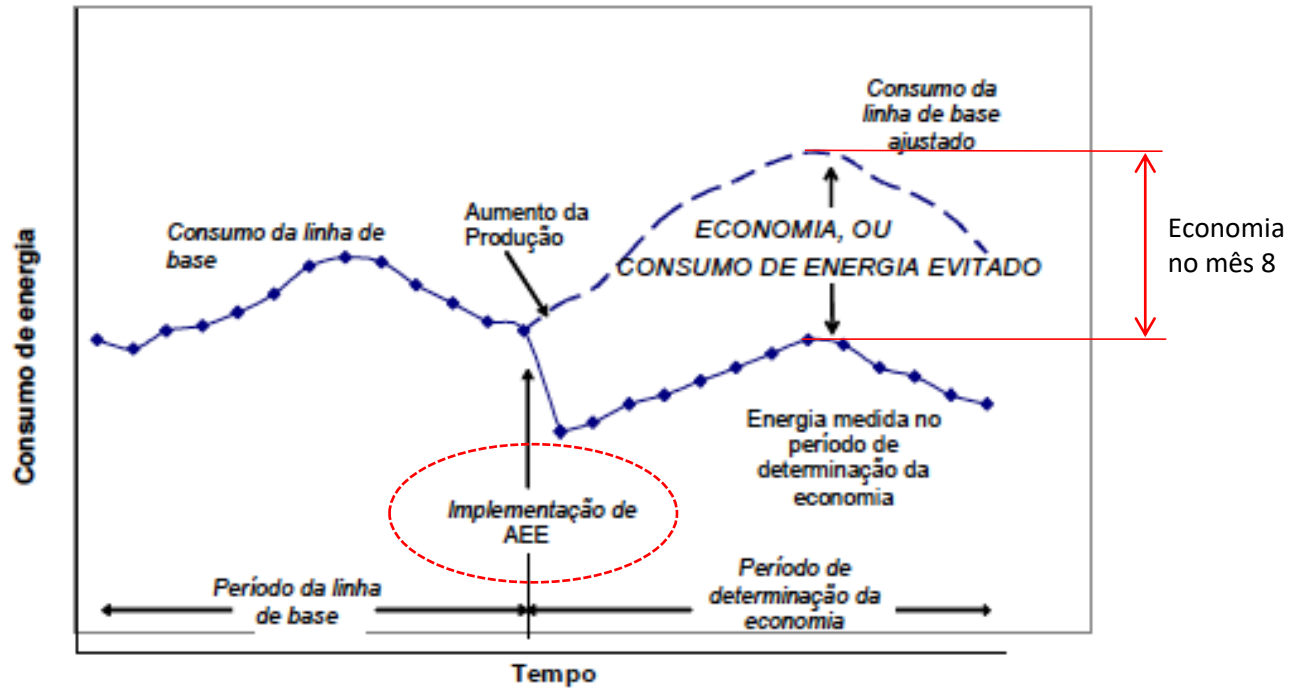 Consumo de energia
Consumo da
linha de base
ajustado
Aumento da
Produção
Consumo da linha de
base
ECONOMIA, OU
CONSUMO DE ENERGIA EVITADO
Economia
no mês 8
Energia medida no
período de
determinação da
economia
Implementação de
AEE
Período da linha
de base
Período de
determinação da
economia
Tempo